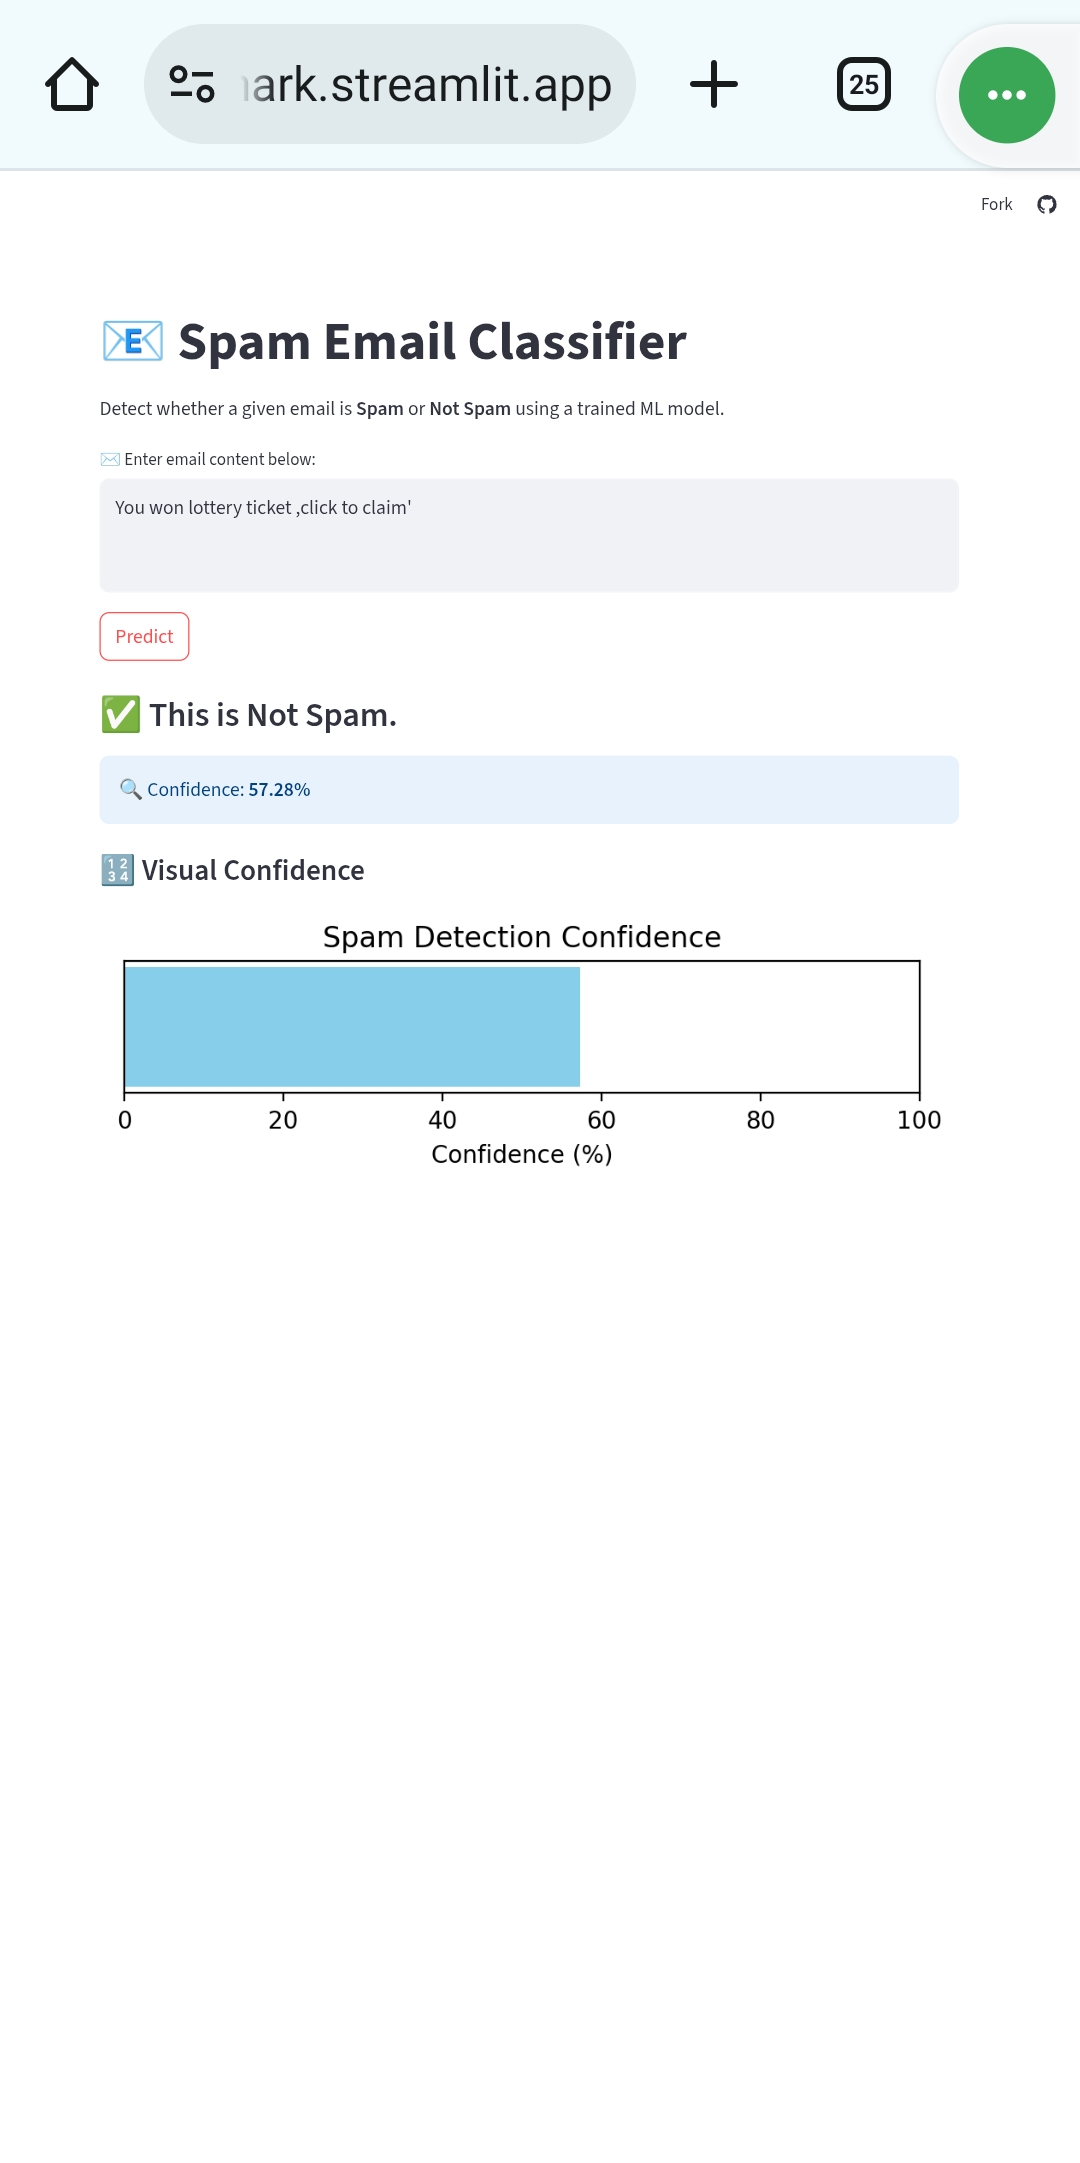 ark.streamlit.app
25
Fork
📧 Spam Email Classifier
Detect whether a given email is Spam or Not Spam using a trained ML model.
✉️ Enter email content below:
You won lottery ticket ,click to claim'
Predict
✅ This is Not Spam.
🔍 Confidence: 57.28%
🔢 Visual Confidence
Spam Detection Confidence
0 20 40 60 80 100
Confidence (%)